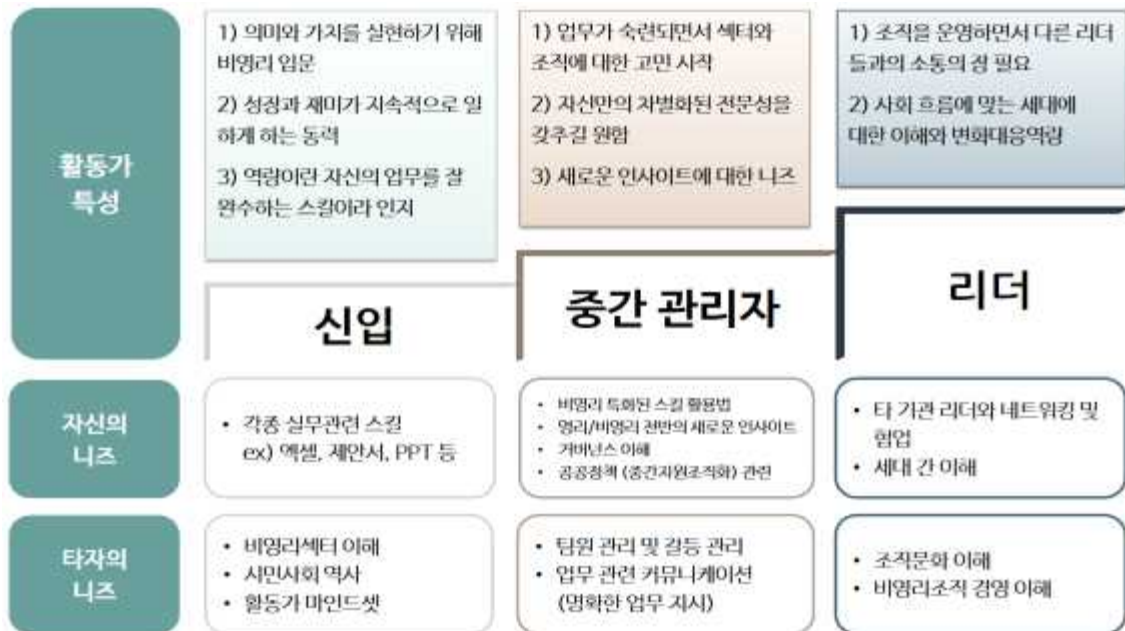 활동가
특성
1) 의미와 가치를 실현하기 위해
비영리 입문
2) 성장과 재미가 지속적으로 일
하게 하는 동력
3) 역량이란 자신의 업무를 잘
완수하는 스킬이라 인지
1) 업무가 숙련되면서 섹터와
조직에 대한 고민 시작
2) 자신만의 차별화된 전문성을
갖추길 원함
3) 새로운 인사이트에 대한 니즈
1) 조직을 운영하면서 다른 리더
들과의 소통의 장 필요
2) 사회 흐름에 맞는 세대에
대한 이해와 변화대응역량
신입
중간 관리자
리더
자신의
니즈
• 각종 실무관련 스킬
ex) 엑셀, 제안서, PPT 등
• 비영리 특화된 스킬 활용법
• 영리/비영리 전반의 새로운 인사이트
• 거버넌스 이해
• 공공정책 (중간지원조직화) 관련
• 타 기관 리더와 네트워킹 및
협업
• 세대 간 이해
타자의
니즈
• 비영리섹터 이해
• 시민사회 역사
• 활동가 마인드셋
• 팀원 관리 및 갈등 관리
• 업무 관련 커뮤니케이션
(명확한 업무 지시)
• 조직문화 이해
• 비영리조직 경영 이해